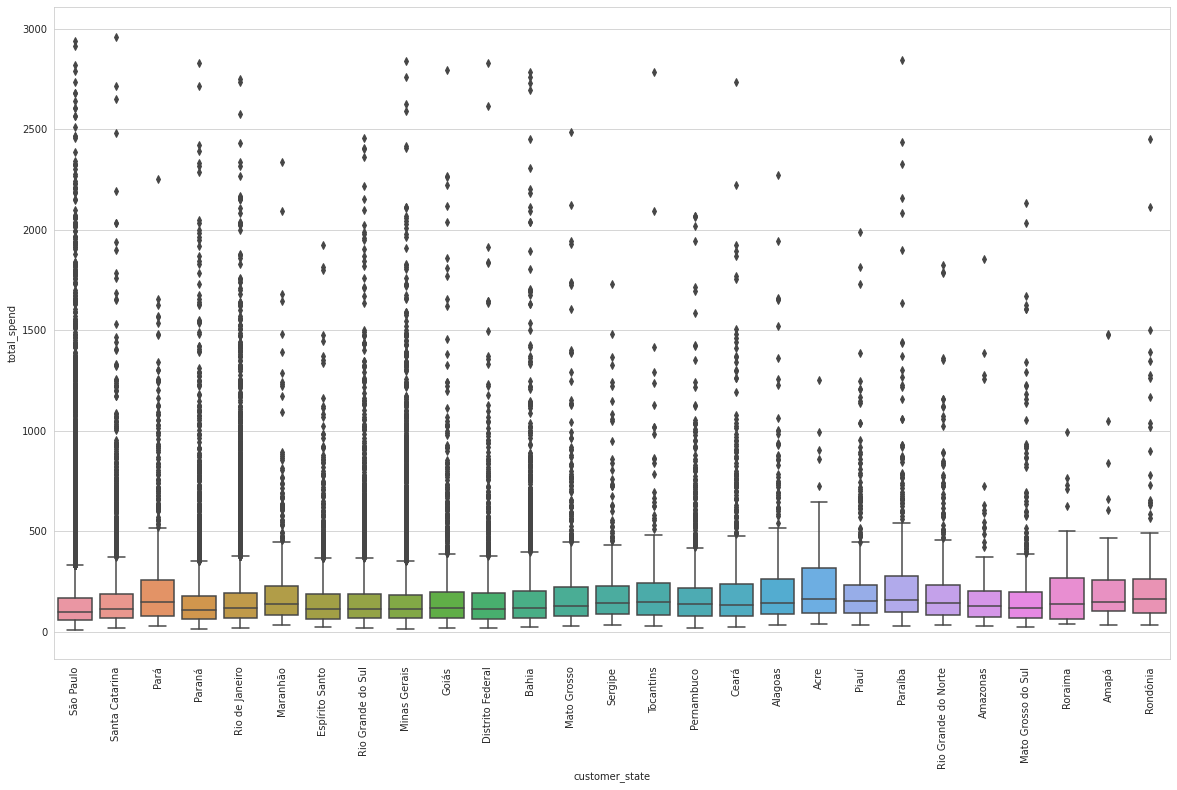 3000
2500
2000
1500
1000
500
0
total_spend
São Paulo
Santa Catarina
Pará
Paraná
Rio de Janeiro
Maranhão
Espírito Santo
Rio Grande do Sul
Minas Gerais
Goiás
Distrito Federal
Bahia
Mato Grosso
Sergipe
Tocantins
Pernambuco
Ceará
Alagoas
Acre
Piauí
Paraíba
Rio Grande do Norte
Amazonas
Mato Grosso do Sul
Roraima
Amapá
Rondônia
customer_state